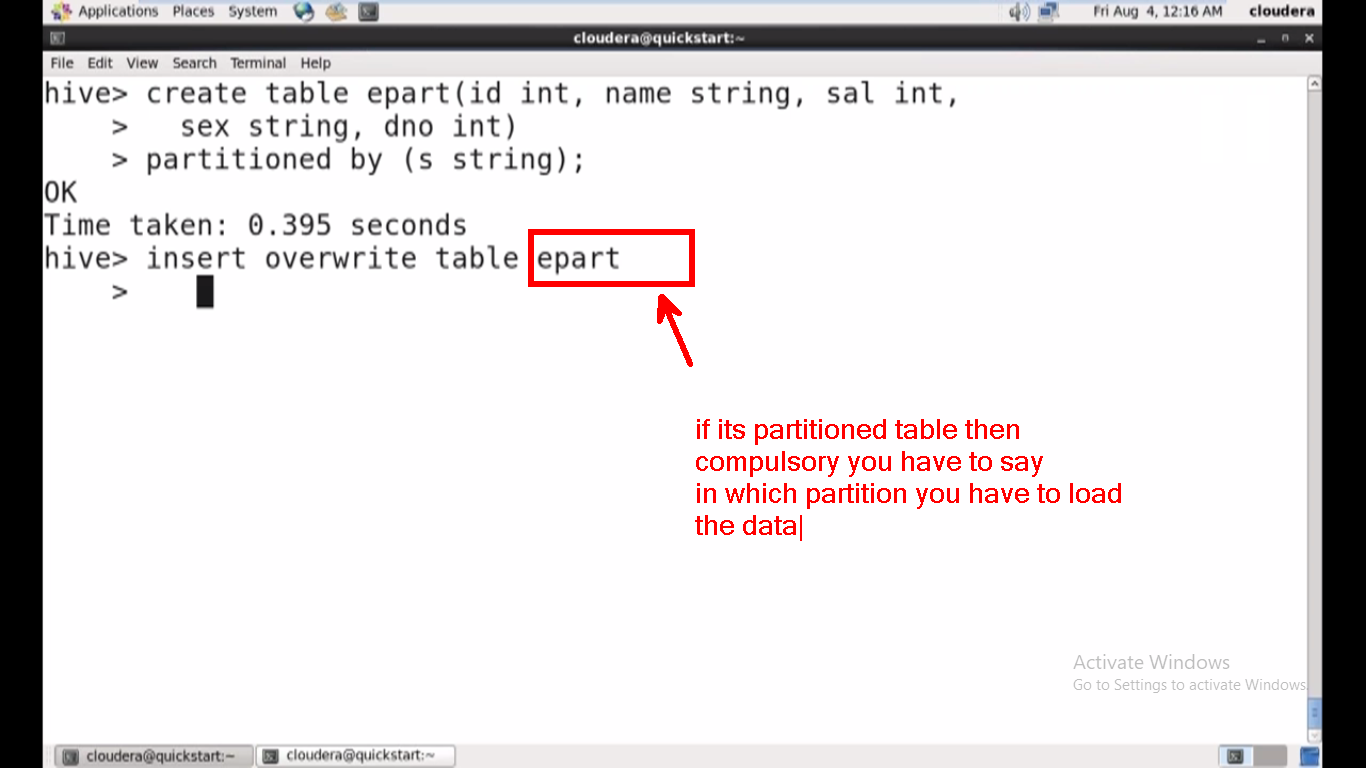 Applications Places System Fri Aug 4, 12:16 AM cloudera
cloudera@quickstart:~
File Edit View Search Terminal Help
hive> create table epart(id int, name string, sal int,
> sex string, dno int)
> partitioned by (s string);
OK
Time taken: 0.395 seconds
hive> insert overwrite table epart
>
if its partitioned table then
compulsory you have to say
in which partition you have to load
the data
Activate Windows
Go to Settings to activate Windows.
cloudera@quickstart:~ cloudera@quickstart:~